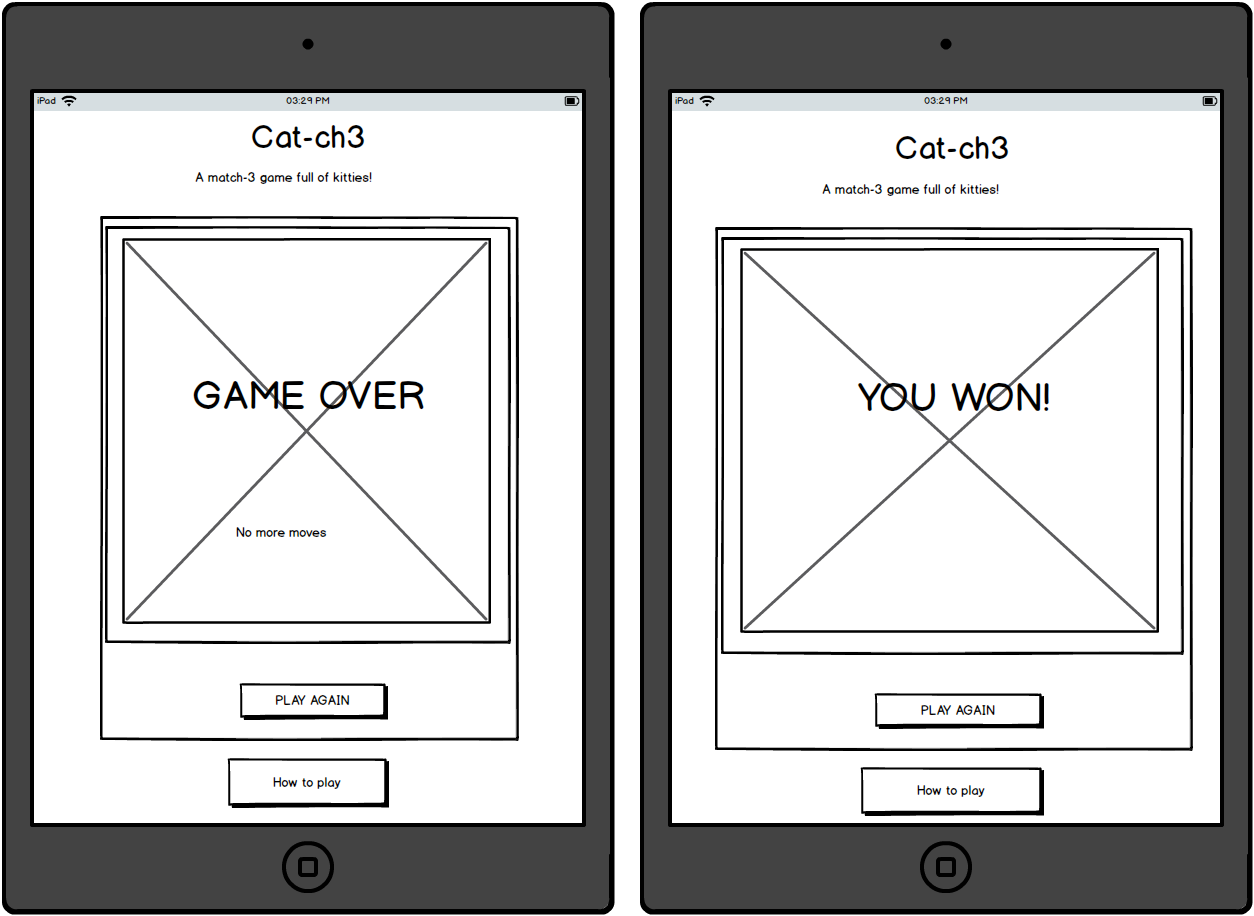 iPad 03:29 PM
Cat-ch3
A match-3 game full of kitties!
GAME OVER
No more moves
PLAY AGAIN
How to play
iPad 03:29 PM
Cat-ch3
A match-3 game full of kitties!
YOU WON!
PLAY AGAIN
How to play